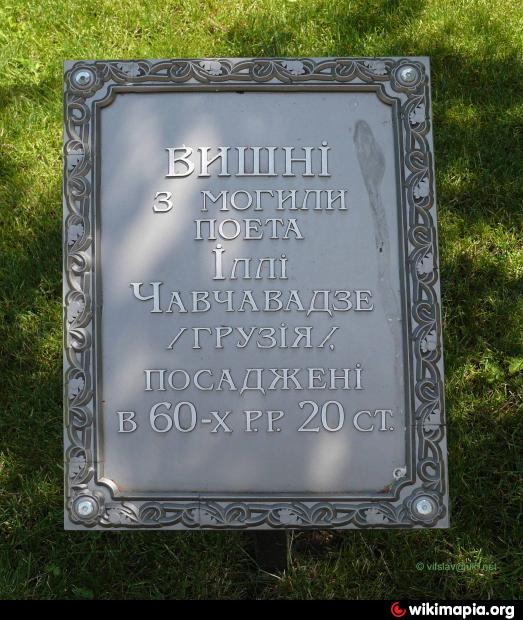 ВИШНІ
З МОГИЛИ
ПОЕТА
ІЛЛІ
ЧАВЧАВАДЗЕ
/ГРУЗІЯ/,
ПОСАДЖЕНІ
В 60-Х Р.Р. 20 СТ.
wikimapia.org